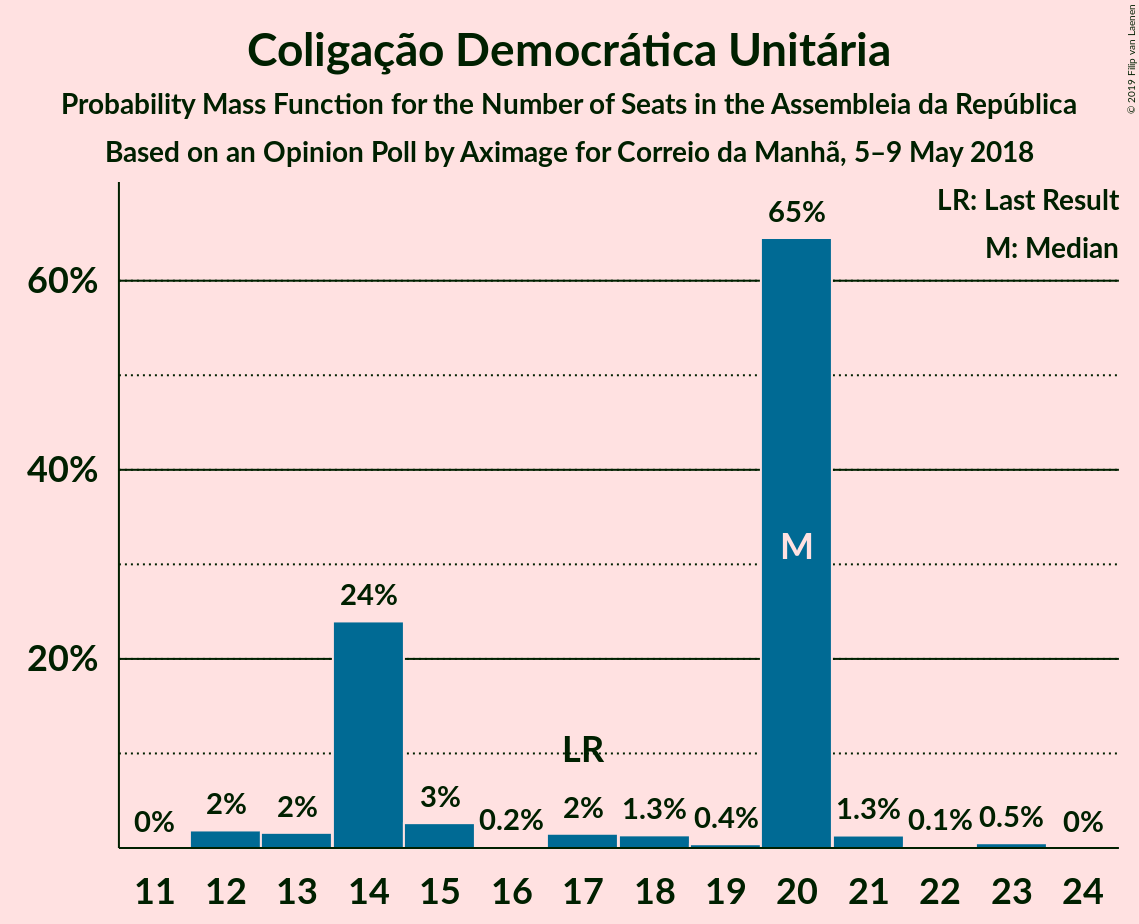 Coligação Democrática Unitária
Probability Mass Function for the Number of Seats in the Assembleia da República
Based on an Opinion Poll by Aximage for Correio da Manhã, 5–9 May 2018
© 2019 Filip van Laenen
LR: Last Result
M: Median
65%
60%
40%
M
24%
20%
LR
0%
2%
2%
3%
0.2%
2%
1.3%
0.4%
1.3%
0.1%
0.5%
0%
11 12 13 14 15 16 17 18 19 20 21 22 23 24